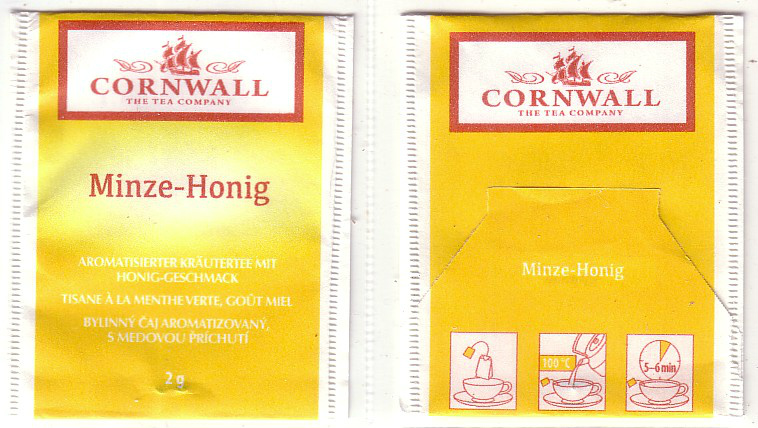 CORNWALL
THE TEA COMPANY
Minze-Honig
AROMATISIERTER KRÄUTERTEE MIT
HONIG-GESCHMACK
TISANE À LA MENTHE VERTE, GOÛT MIEL
BYLINNÝ ČAJ AROMATIZOVANÝ,
S MEDOVOU PŘÍCHUTÍ
2 g
CORNWALL
THE TEA COMPANY
Minze-Honig
100 °C
5–6 min